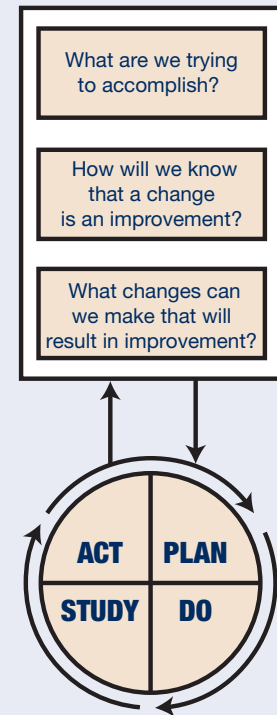 What are we trying
to accomplish?
How will we know
that a change
is an improvement?
What changes can
we make that will
result in improvement?
ACT PLAN
STUDY DO